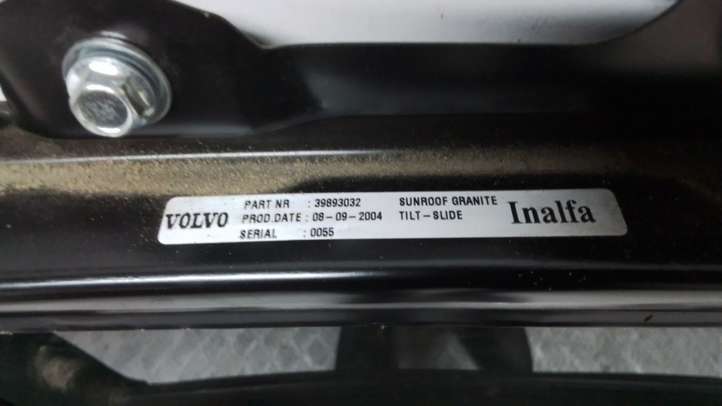 VOLVO
PART NR : 39893032
PROD.DATE : 08-09-2004
SERIAL : 0055
SUNROOF GRANITE
TILT-SLIDE
Inalfa